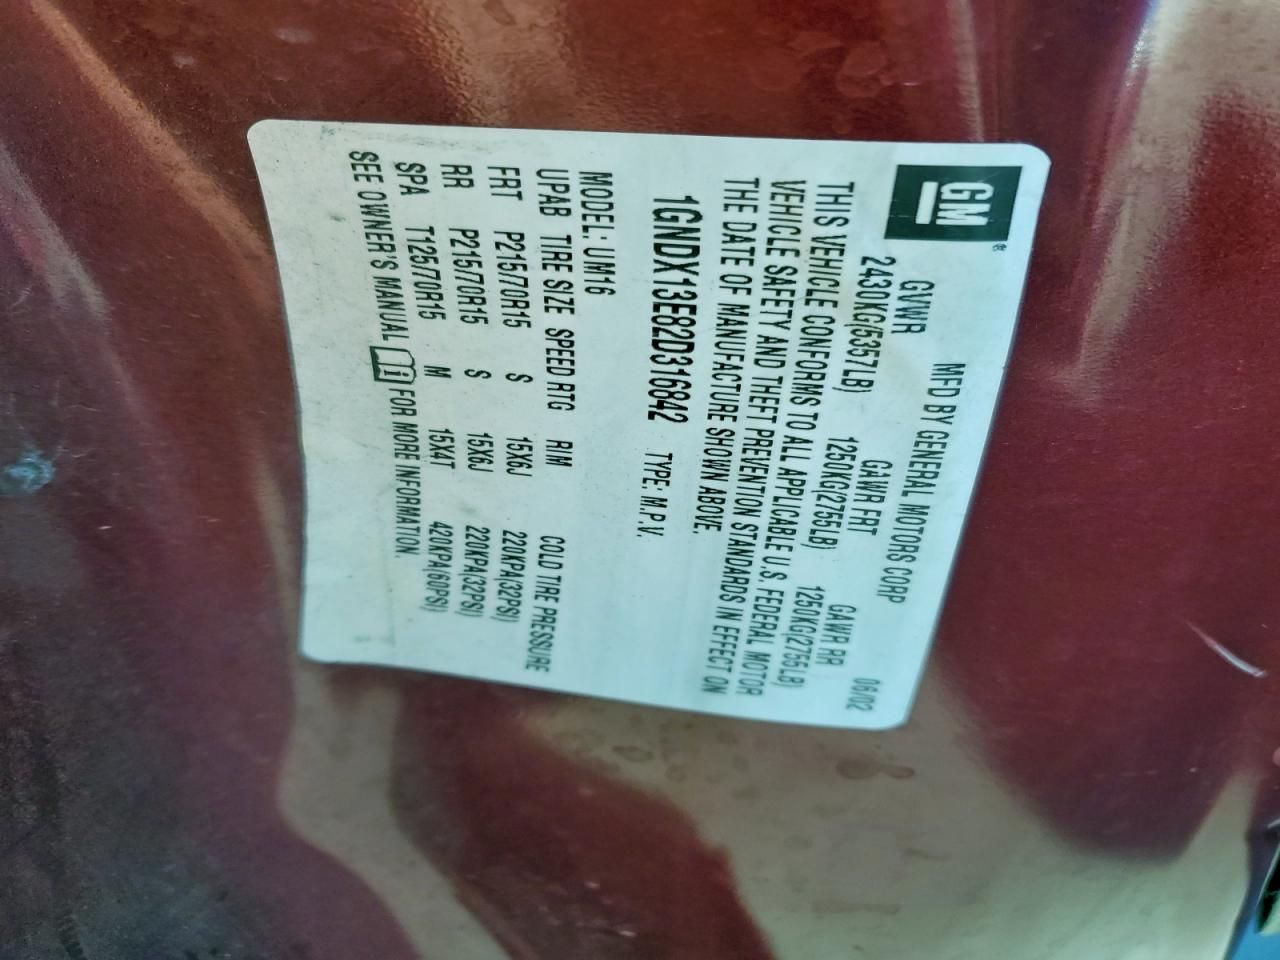 GM®
MFD BY GENERAL MOTORS CORP 06/02
GVWR GAWR FRT GAWR RR
2430KG(5357LB) 1250KG(2755LB) 1250KG(2755LB)
THIS VEHICLE CONFORMS TO ALL APPLICABLE U.S. FEDERAL MOTOR
VEHICLE SAFETY AND THEFT PREVENTION STANDARDS IN EFFECT ON
THE DATE OF MANUFACTURE SHOWN ABOVE.
1GNDX13E82D316842 TYPE: M.P.V.
MODEL: UM16
UPAB TIRE SIZE SPEED RTG RIM COLD TIRE PRESSURE
FRT P215/70R15 S 15X6J 220KPA(32PSI)
RR P215/70R15 S 15X6J 220KPA(32PSI)
SPA T125/70R15 M 15X4T 420KPA(60PSI)
SEE OWNER'S MANUAL FOR MORE INFORMATION.